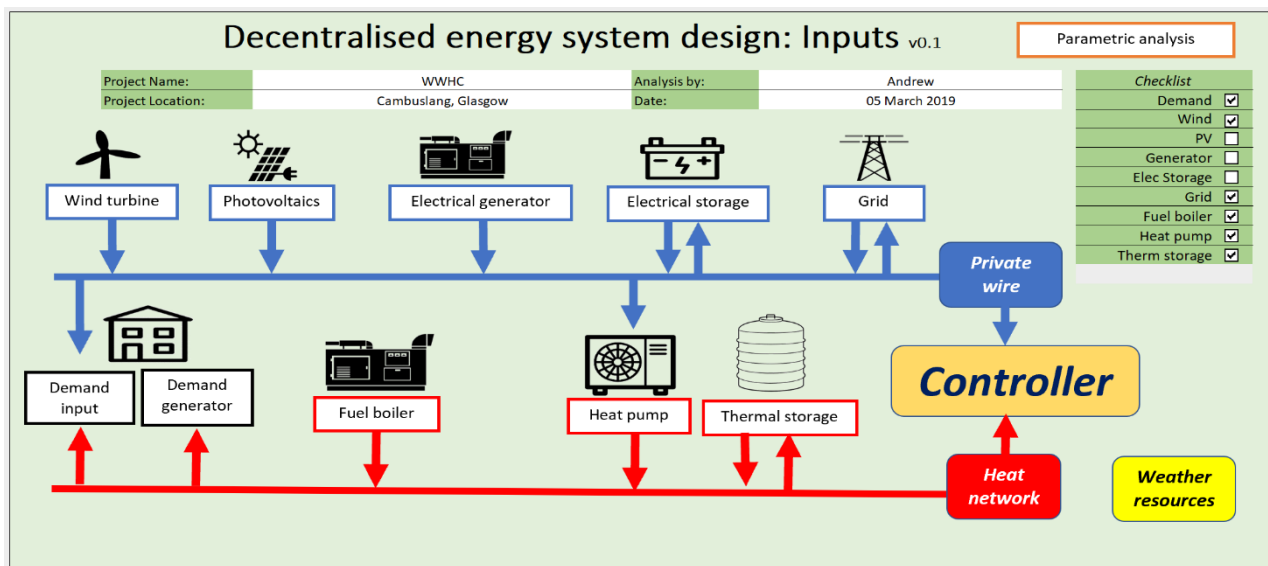 Decentralised energy system design: Inputs v0.1
Parametric analysis
Project Name: WWHC Analysis by: Andrew
Project Location: Cambuslang, Glasgow Date: 05 March 2019
Checklist
Demand
Wind
PV
Generator
Elec Storage
Grid
Fuel boiler
Heat pump
Therm storage
Wind turbine
Photovoltaics
Electrical generator
Electrical storage
Grid
Private
wire
Demand
input
Demand
generator
Fuel boiler
Heat pump
Thermal storage
Controller
Heat
network
Weather
resources